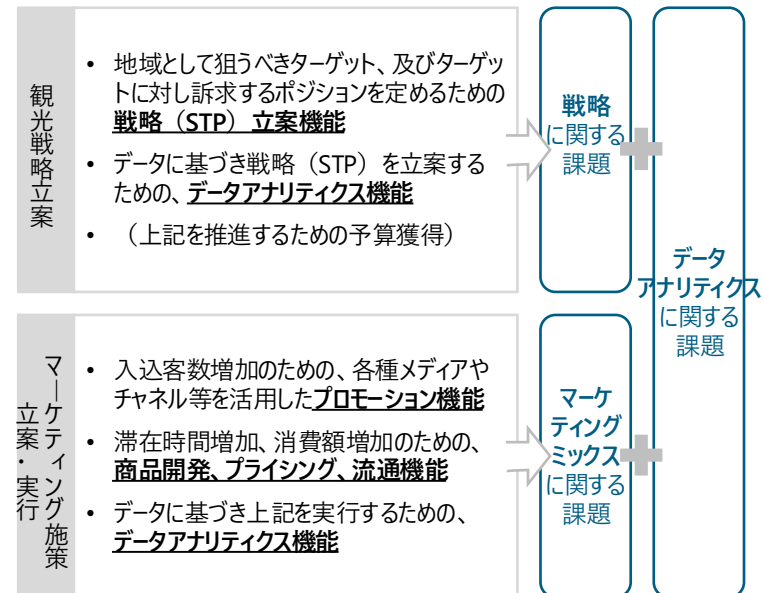 観光戦略立案
• 地域として狙うべきターゲット、及びターゲッ
トに対し訴求するポジションを定めるための
戦略（STP）立案機能
• データに基づき戦略（STP）を立案する
ための、データアナリティクス機能
• （上記を推進するための予算獲得）
戦略
に関する
課題
マーケティング施策
立案・実行
• 入込客数増加のための、各種メディアや
チャネル等を活用したプロモーション機能
• 滞在時間増加、消費額増加のための、
商品開発、プライシング、流通機能
• データに基づき上記を実行するための、
データアナリティクス機能
マーケ
ティング
ミックス
に関する
課題
データ
アナリティクス
に関する
課題